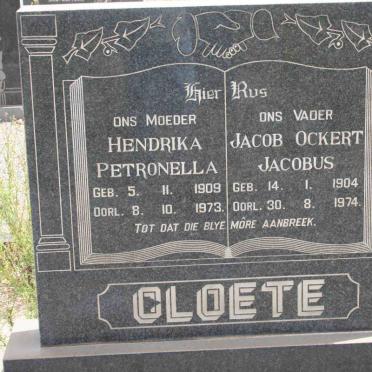 Hier Rus
ONS MOEDER
HENDRIKA
PETRONELLA
GEB. 5. 11. 1909
OORL. 8. 10. 1973.
ONS VADER
JACOB OCKERT
JACOBUS
GEB. 14. 1. 1904
OORL. 30. 8. 1974.
TOT DAT DIE BLYE MÔRE AANBREEK.
CLOETE